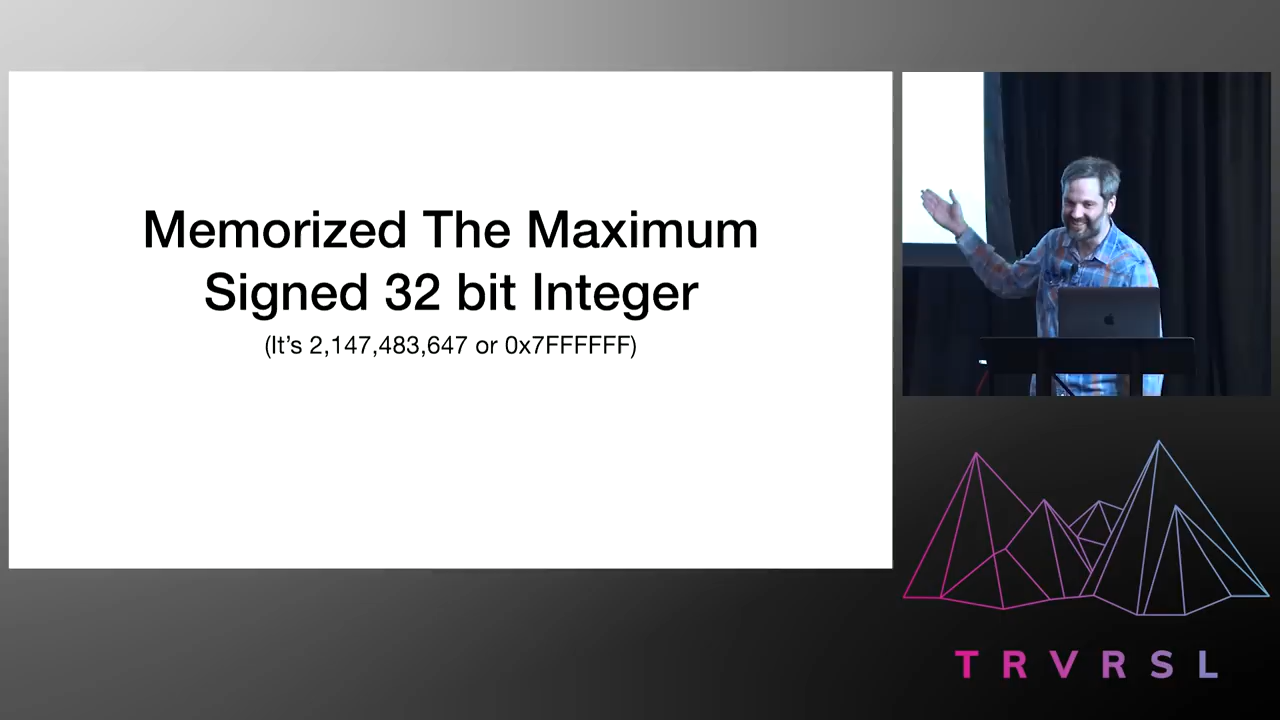 Memorized The Maximum
Signed 32 bit Integer
(It’s 2,147,483,647 or 0x7FFFFFF)
TRVRSL